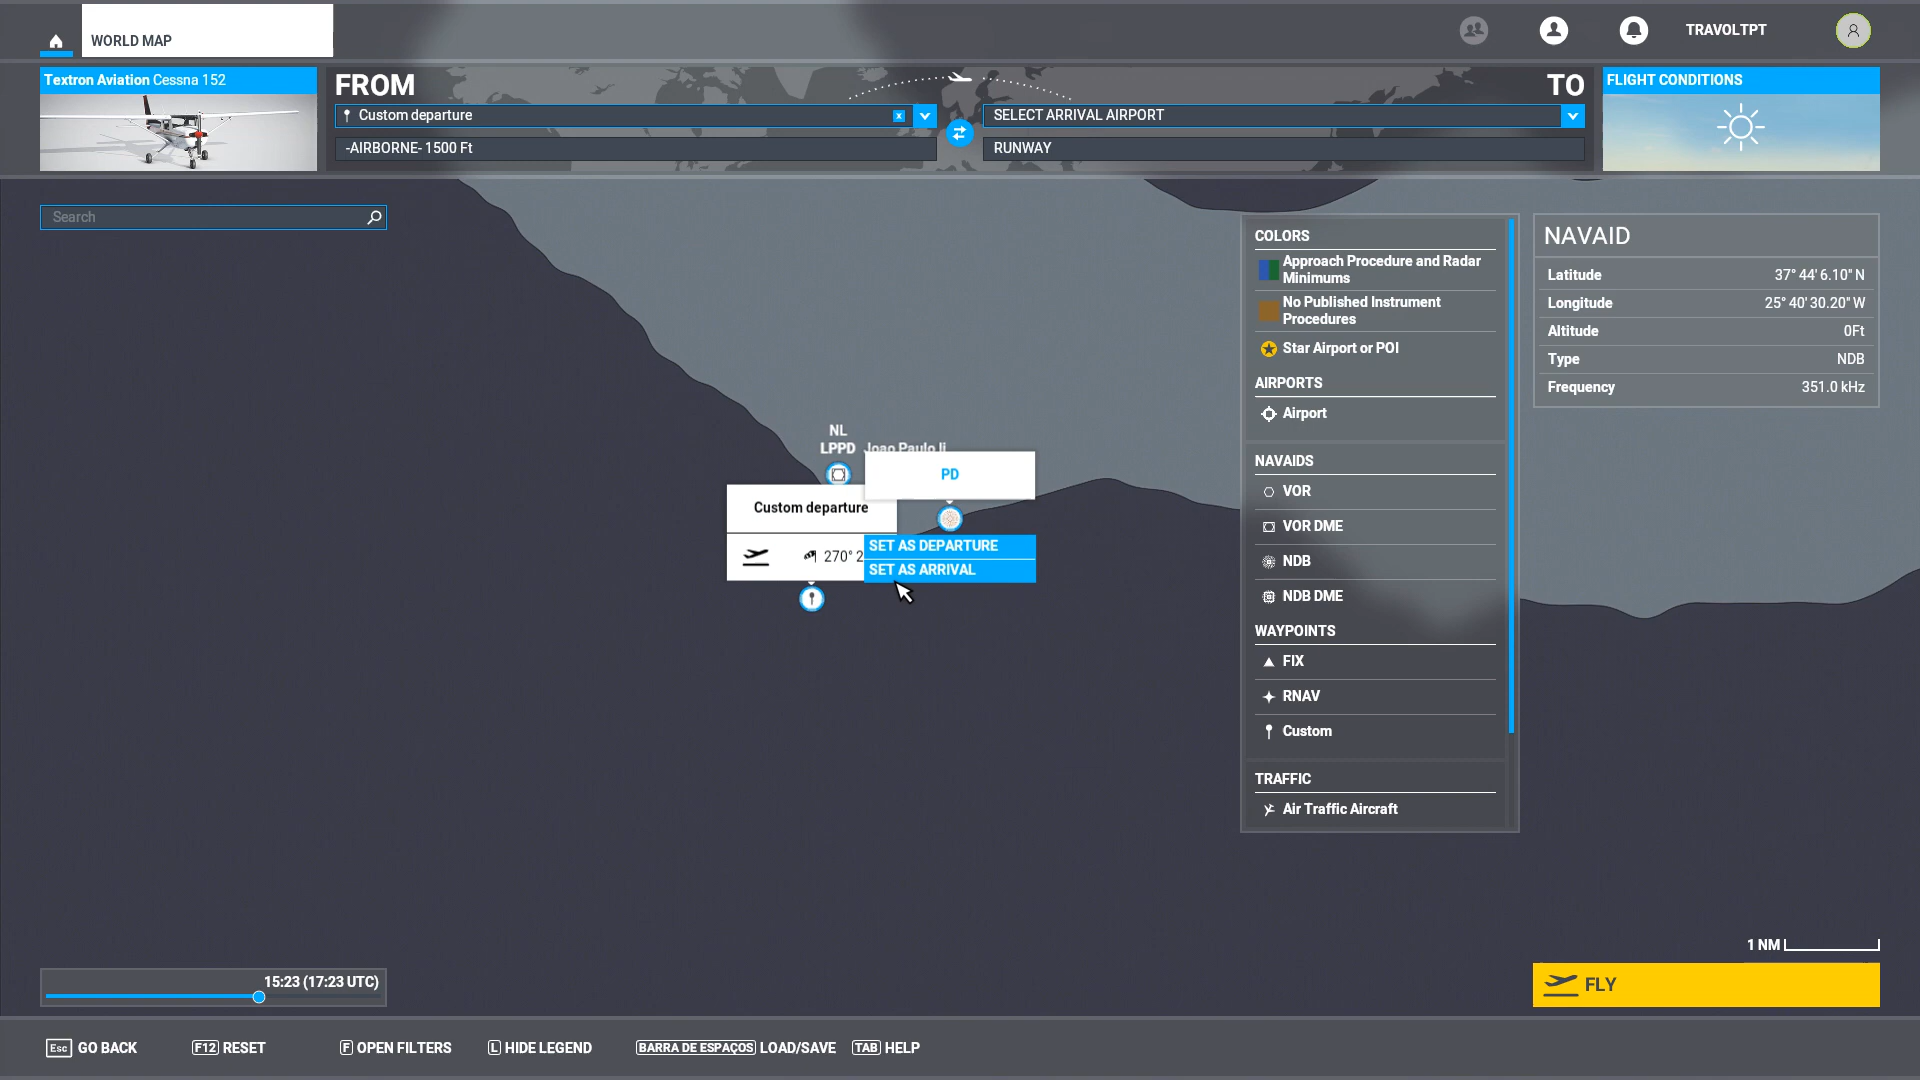 WORLD MAP
TRAVOLTPT
Textron Aviation Cessna 152
FROM
TO
FLIGHT CONDITIONS
Custom departure
x
SELECT ARRIVAL AIRPORT
-AIRBORNE- 1500 Ft
RUNWAY
Search
NL
LPPD Joao Paulo Ii
PD
Custom departure
270° 2
SET AS DEPARTURE
SET AS ARRIVAL
COLORS
Approach Procedure and Radar
Minimums
No Published Instrument
Procedures
Star Airport or POI
AIRPORTS
Airport
NAVAIDS
VOR
VOR DME
NDB
NDB DME
WAYPOINTS
FIX
RNAV
Custom
TRAFFIC
Air Traffic Aircraft
NAVAID
Latitude 37° 44' 6.10" N
Longitude 25° 40' 30.20" W
Altitude 0Ft
Type NDB
Frequency 351.0 kHz
1 NM
15:23 (17:23 UTC)
FLY
Esc GO BACK
F12 RESET
F OPEN FILTERS
L HIDE LEGEND
BARRA DE ESPAÇOS LOAD/SAVE
TAB HELP